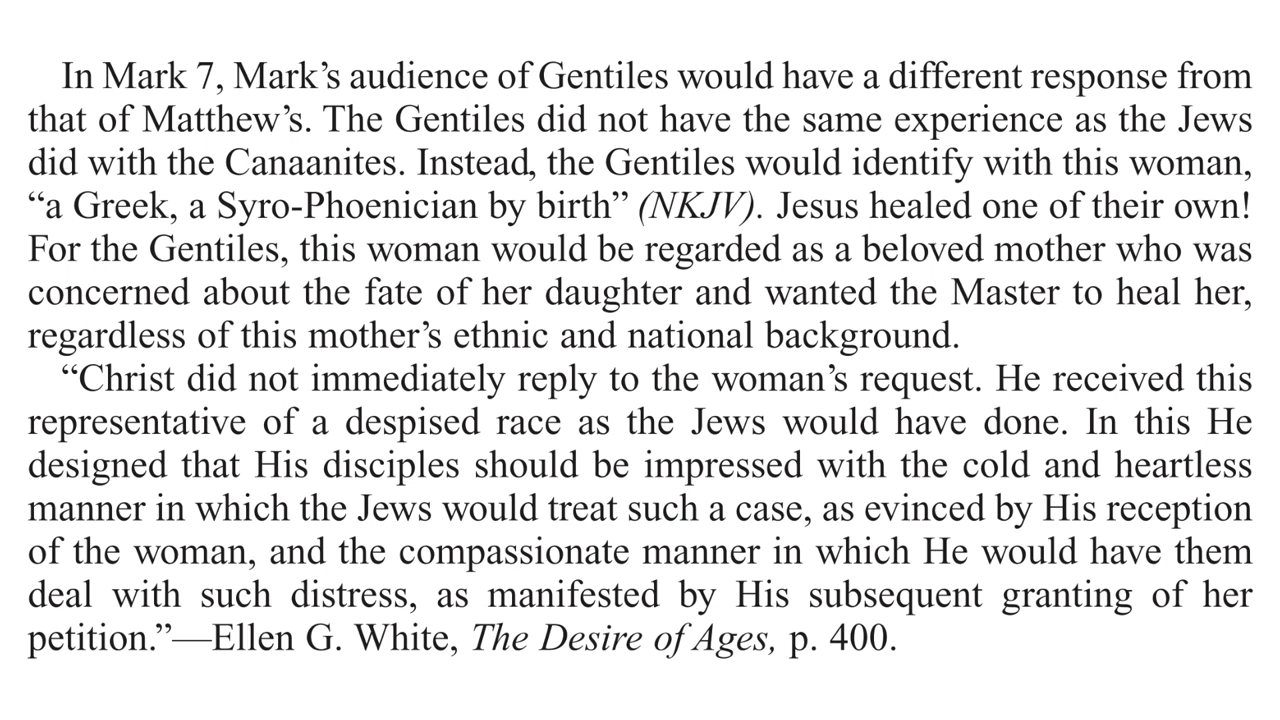 In Mark 7, Mark’s audience of Gentiles would have a different response from
that of Matthew’s. The Gentiles did not have the same experience as the Jews
did with the Canaanites. Instead, the Gentiles would identify with this woman,
“a Greek, a Syro-Phoenician by birth” (NKJV). Jesus healed one of their own!
For the Gentiles, this woman would be regarded as a beloved mother who was
concerned about the fate of her daughter and wanted the Master to heal her,
regardless of this mother’s ethnic and national background.
“Christ did not immediately reply to the woman’s request. He received this
representative of a despised race as the Jews would have done. In this He
designed that His disciples should be impressed with the cold and heartless
manner in which the Jews would treat such a case, as evinced by His reception
of the woman, and the compassionate manner in which He would have them
deal with such distress, as manifested by His subsequent granting of her
petition.”—Ellen G. White, The Desire of Ages, p. 400.